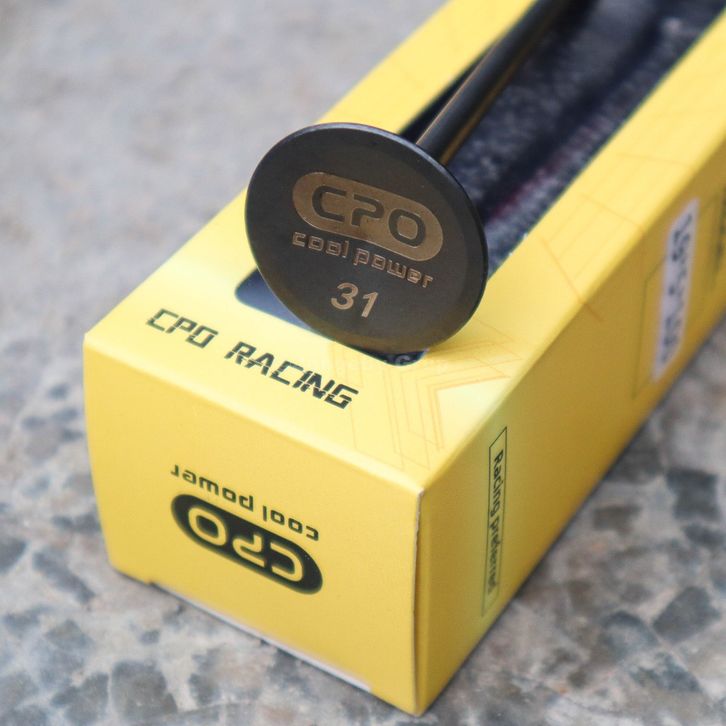 CPO
cool power
31
CPO RACING
cool power
CPO
Racing preferred